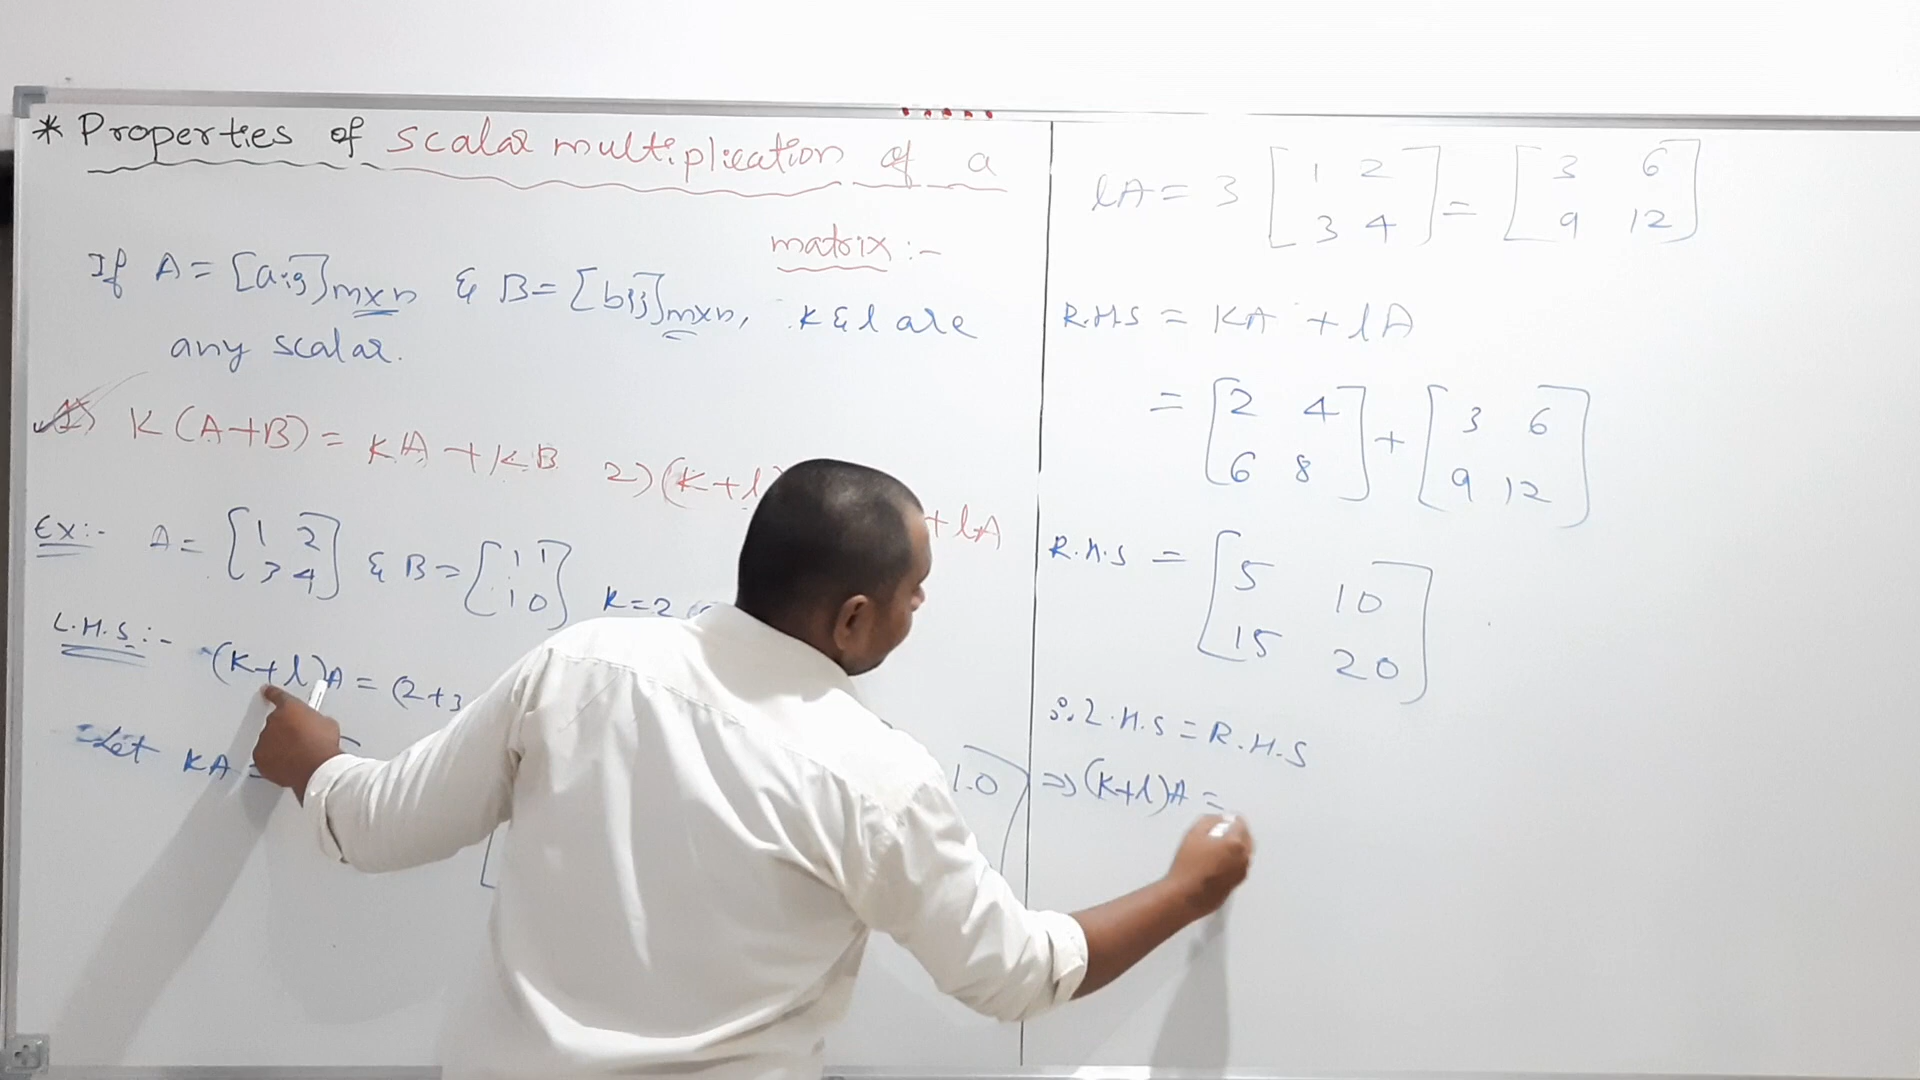 * Properties of scalar multiplication of a
matrix :-
If A = [aij]m×n & B = [bij]m×n, K & l are
any scalar.
1) K(A+B) = KA + KB 2) (K+l + lA
Ex:- A = [1 2 3 4] & B = [1 1 1 0] K=2
L.H.S :- (K+l)A = (2+3
Let KA =
10
lA = 3 [1 2 3 4] = [3 6 9 12]
R.H.S = KA + lA
= [2 4 6 8] + [3 6 9 12]
R.H.S = [5 10 15 20]
∴ L.H.S = R.H.S
⇒ (K+l)A =